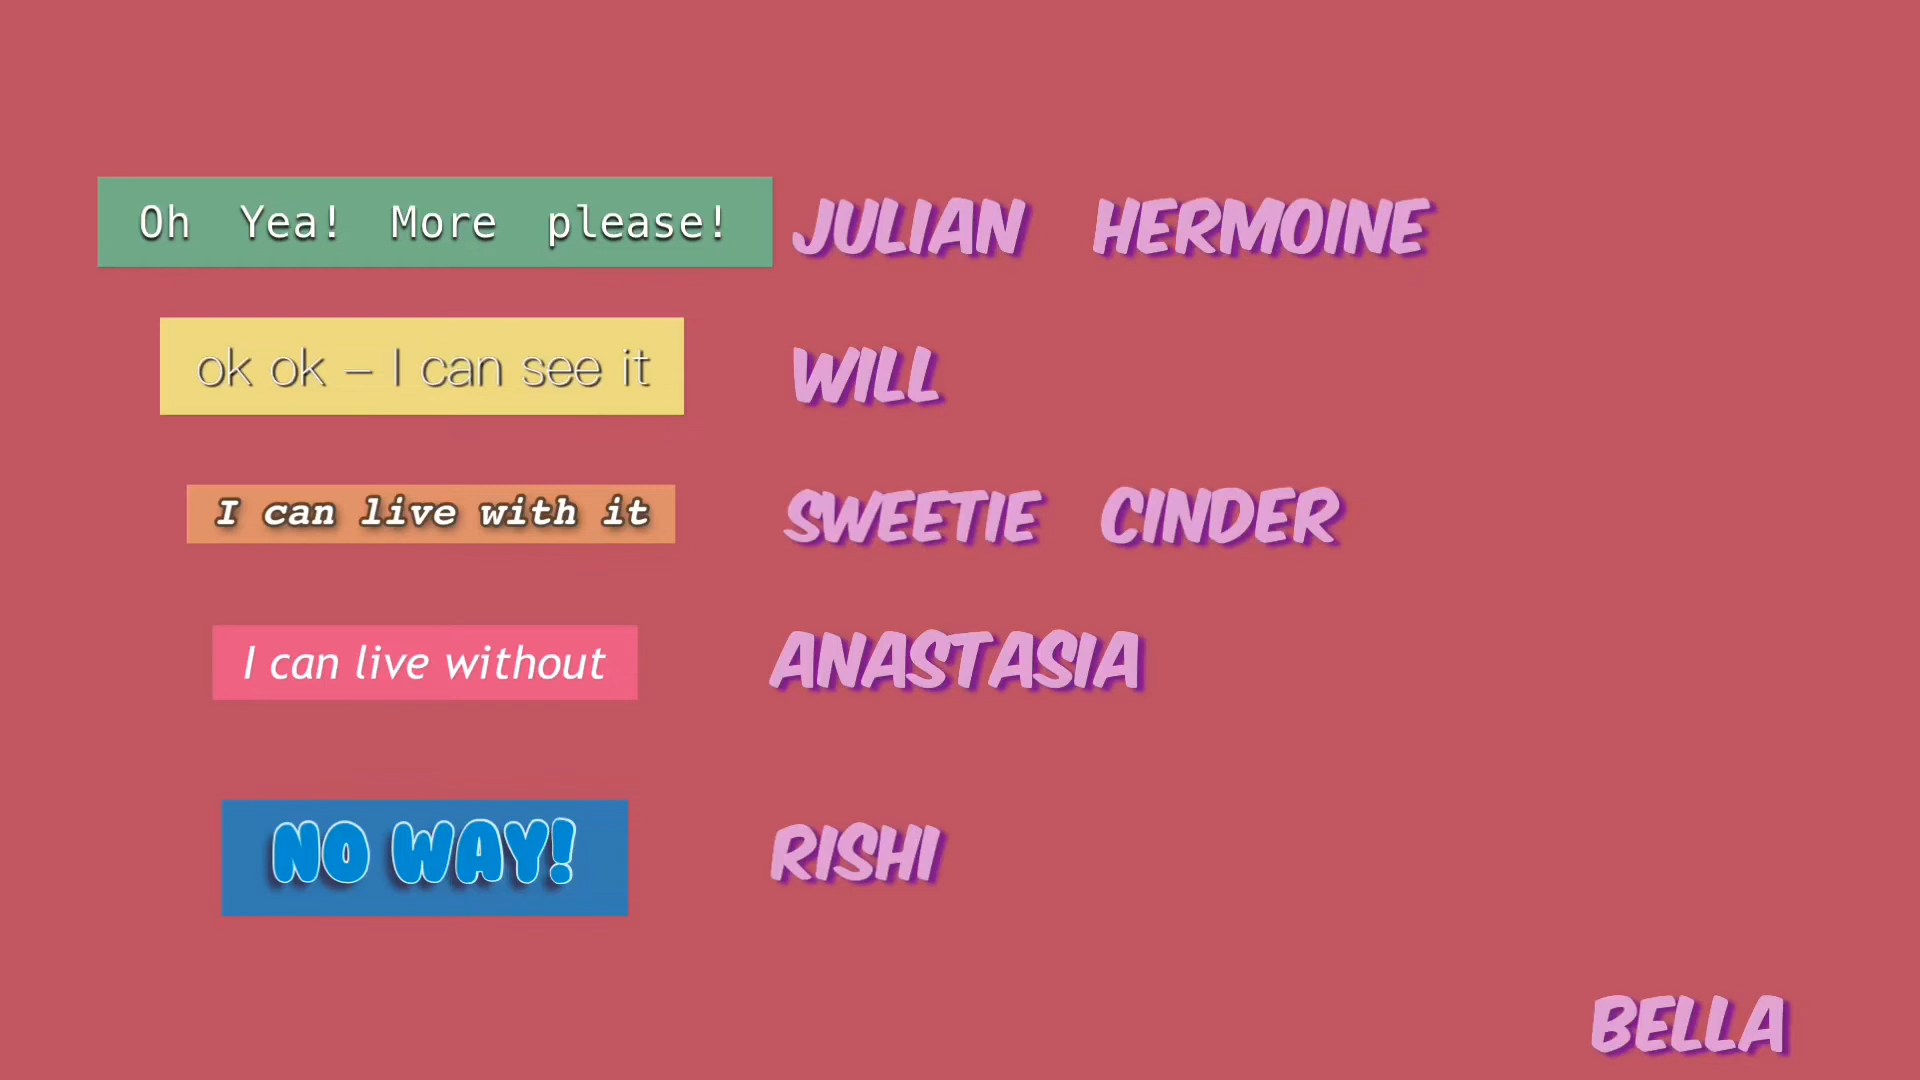 Oh Yea! More please! JULIAN HERMOINE
ok ok – I can see it WILL
I can live with it SWEETIE CINDER
I can live without ANASTASIA
NO WAY! RISHI
BELLA